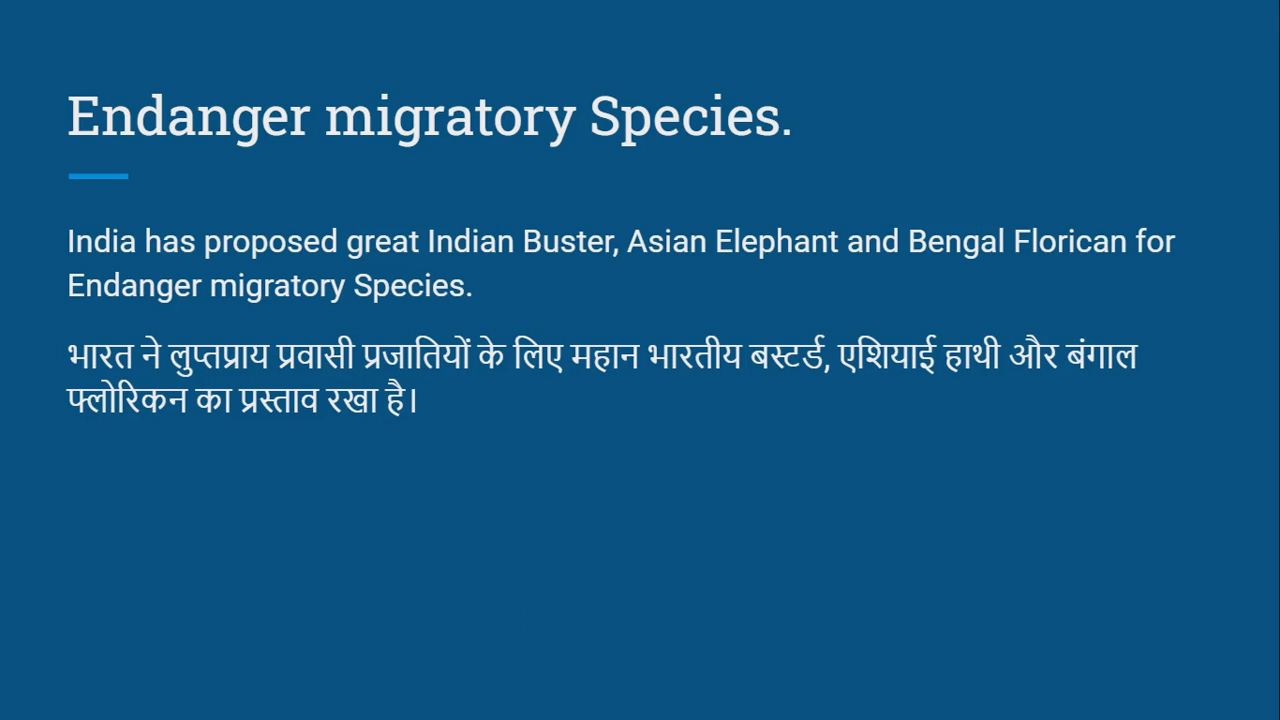 Endanger migratory Species.
India has proposed great Indian Buster, Asian Elephant and Bengal Florican for
Endanger migratory Species.
भारत ने लुप्तप्राय प्रवासी प्रजातियों के लिए महान भारतीय बस्टर्ड, एशियाई हाथी और बंगाल
फ्लोरिकन का प्रस्ताव रखा है।